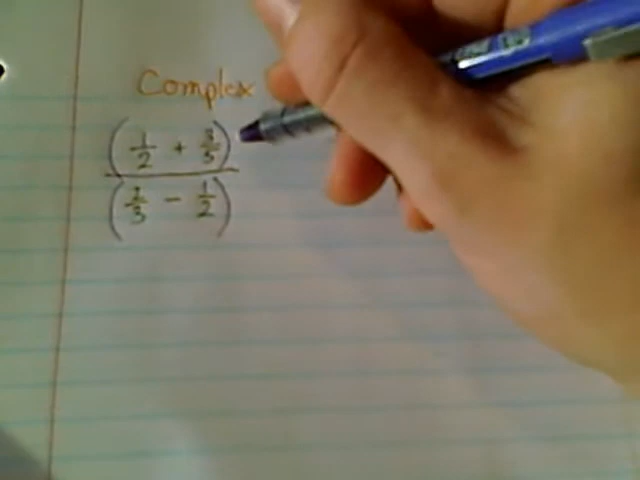 Complex
(1/2 + 3/5)
(2/3 - 1/2)